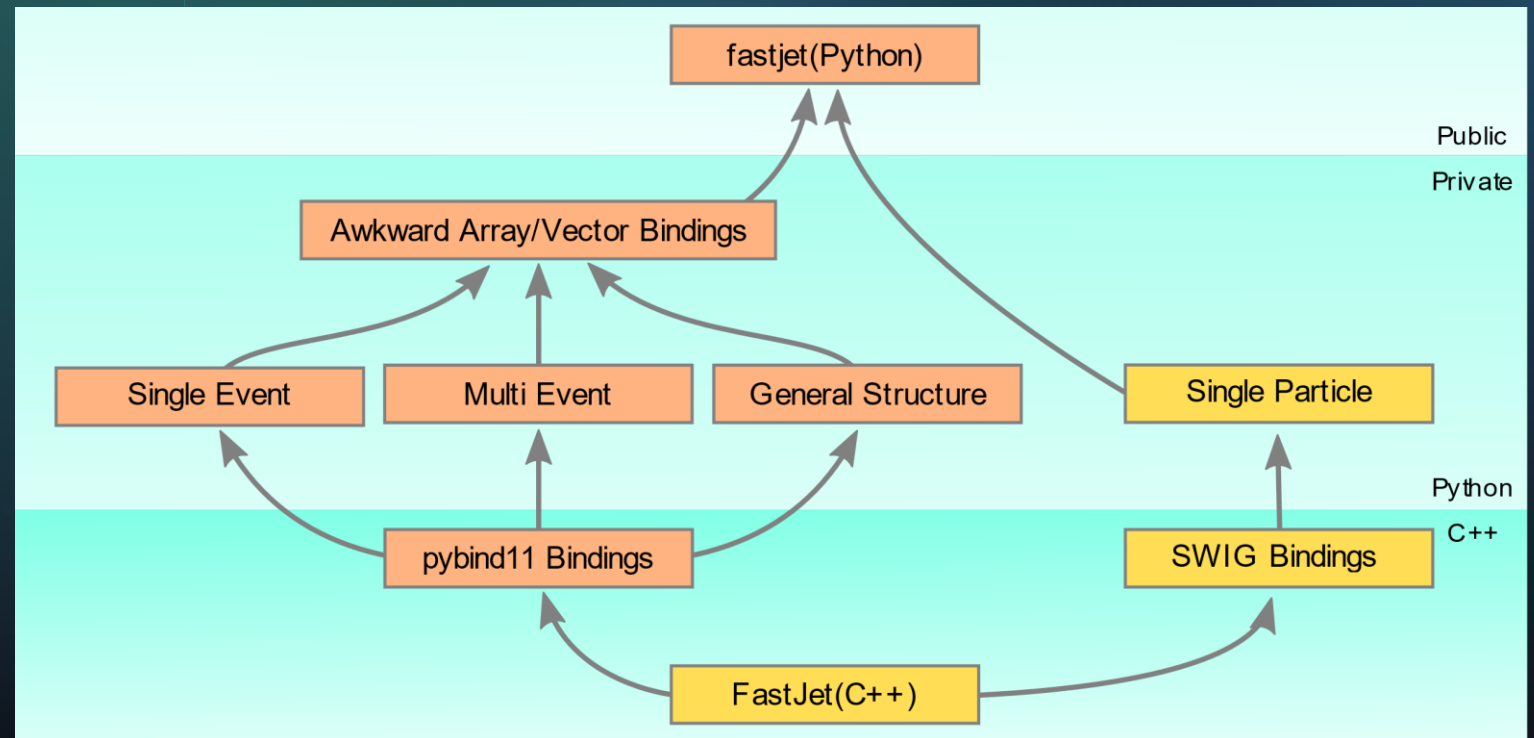 fastjet(Python)
Public
Private
Awkward Array/Vector Bindings
Single Event
Multi Event
General Structure
Single Particle
Python
C++
pybind11 Bindings
SWIG Bindings
FastJet(C++)